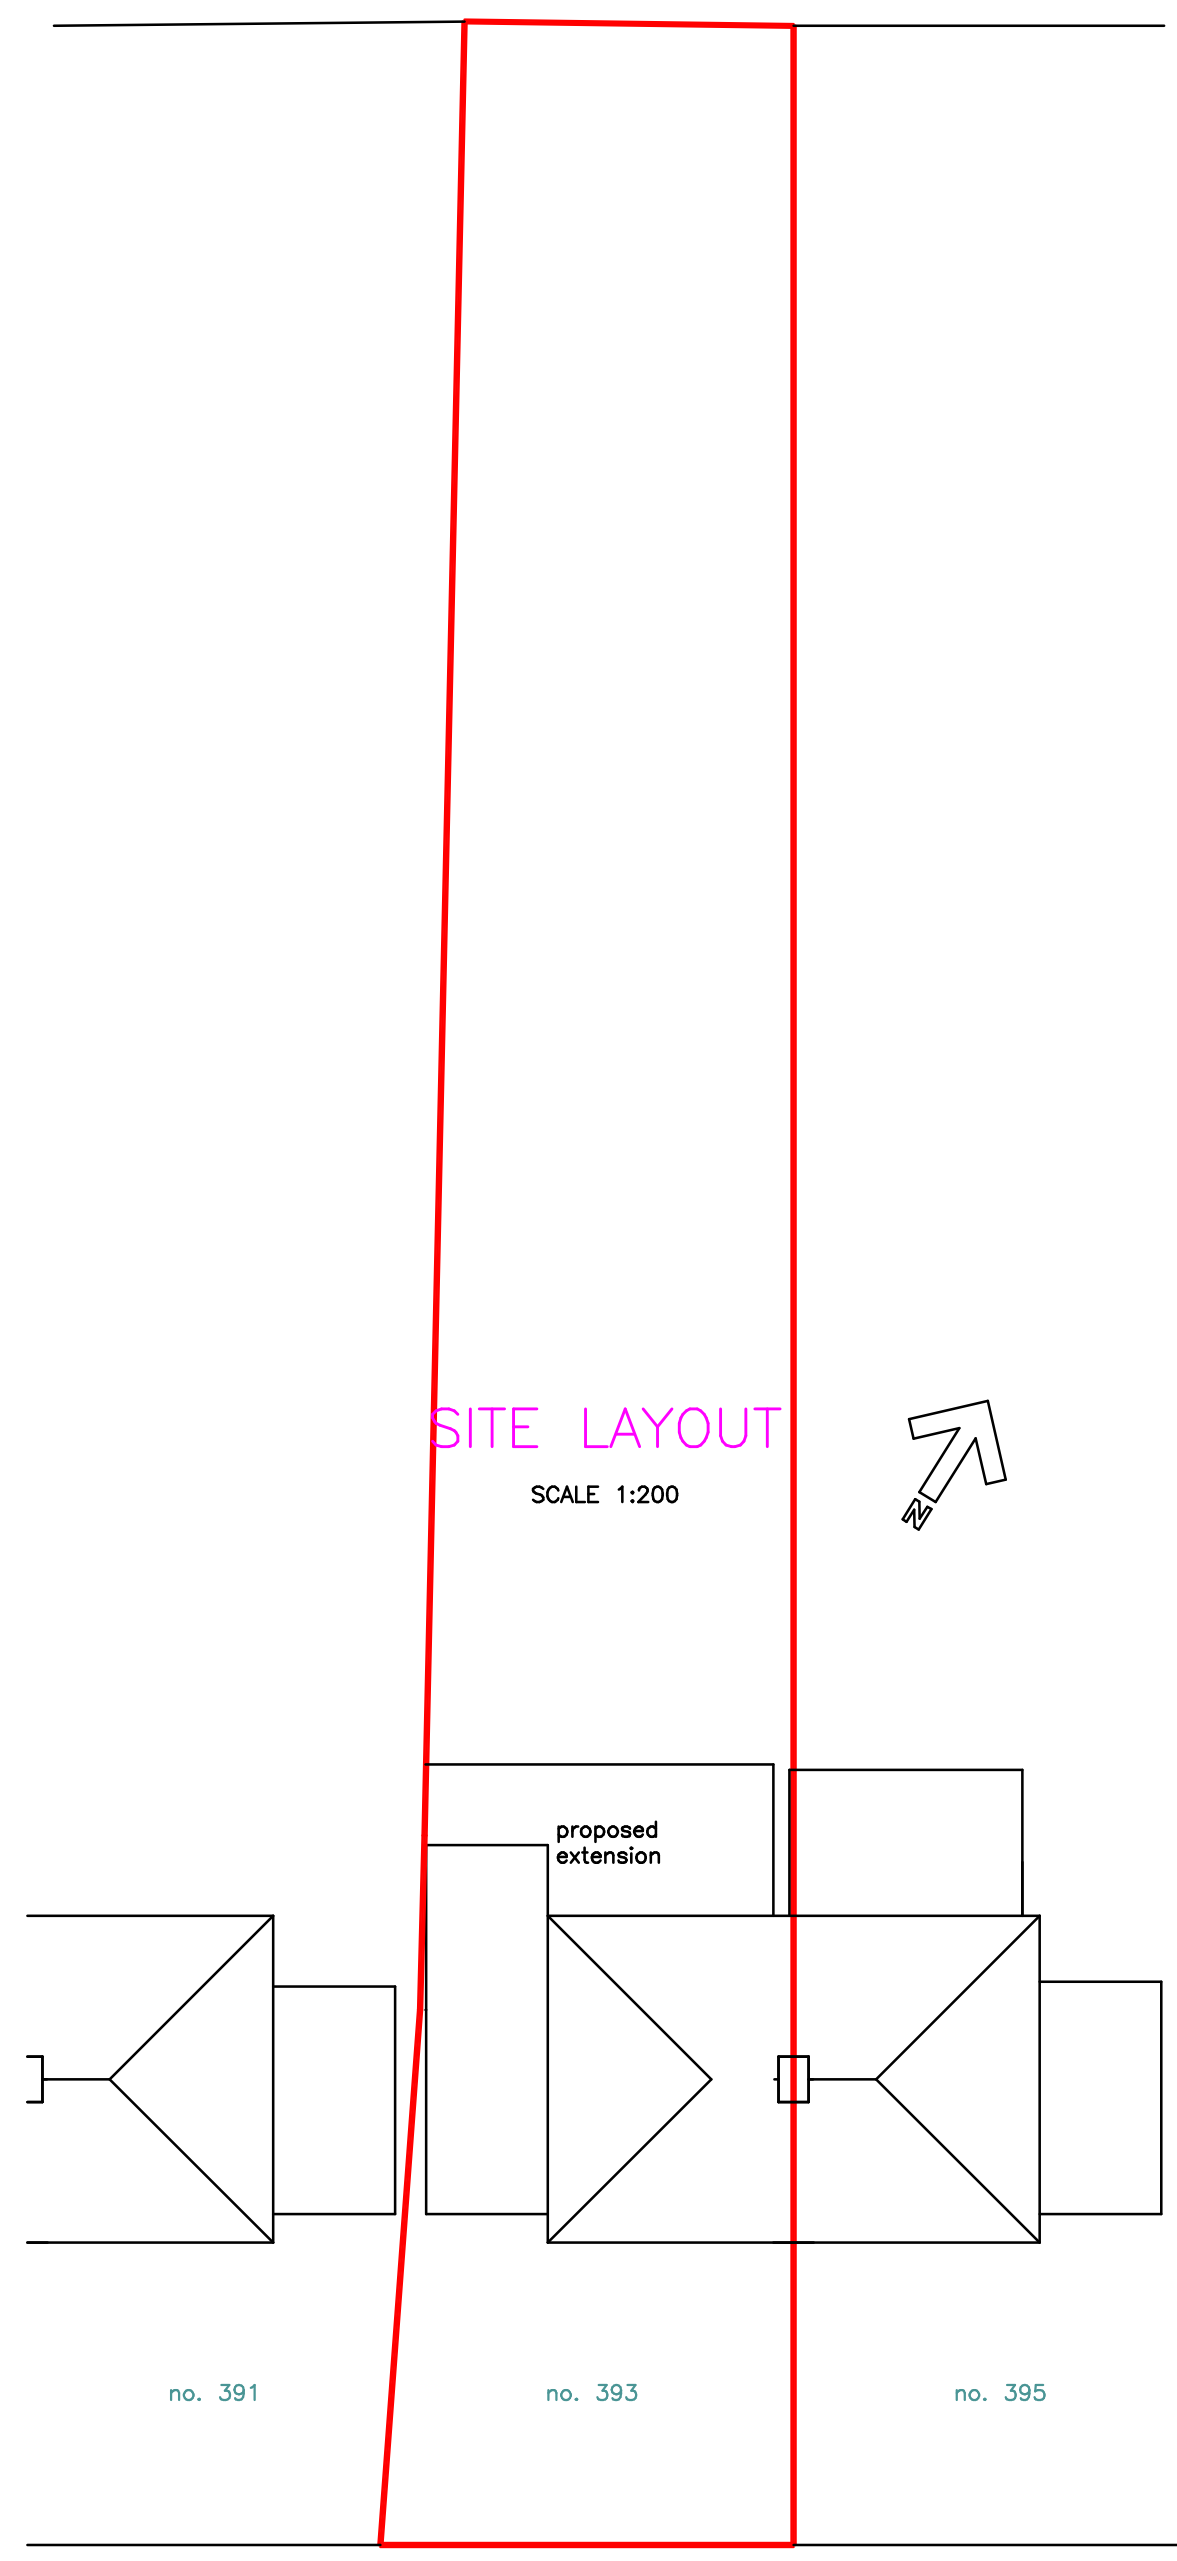 SITE LAYOUT
SCALE 1:200
N
proposed
extension
no. 391
no. 393
no. 395